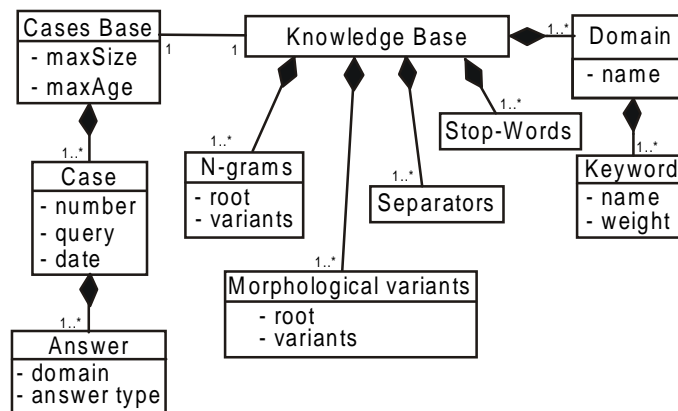 Cases Base
- maxSize
- maxAge
1
1
Knowledge Base
1..*
Domain
- name
1..*
Case
- number
- query
- date
1..*
N-grams
- root
- variants
1..*
Separators
1..*
Stop-Words
1..*
Keyword
- name
- weight
1..*
Morphological variants
- root
- variants
1..*
Answer
- domain
- answer type